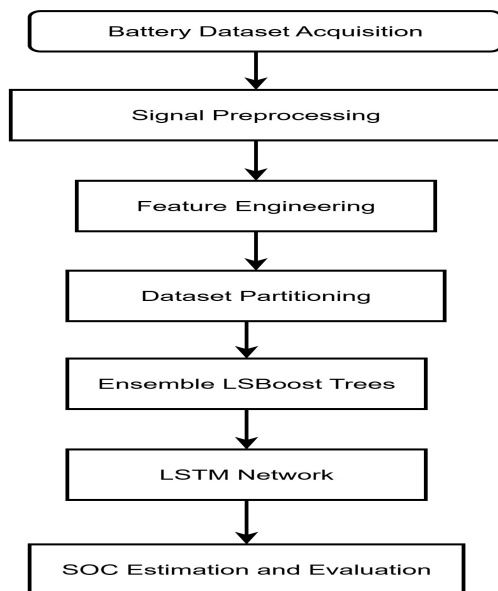 Battery Dataset Acquisition
Signal Preprocessing
Feature Engineering
Dataset Partitioning
Ensemble LSBoost Trees
LSTM Network
SOC Estimation and Evaluation